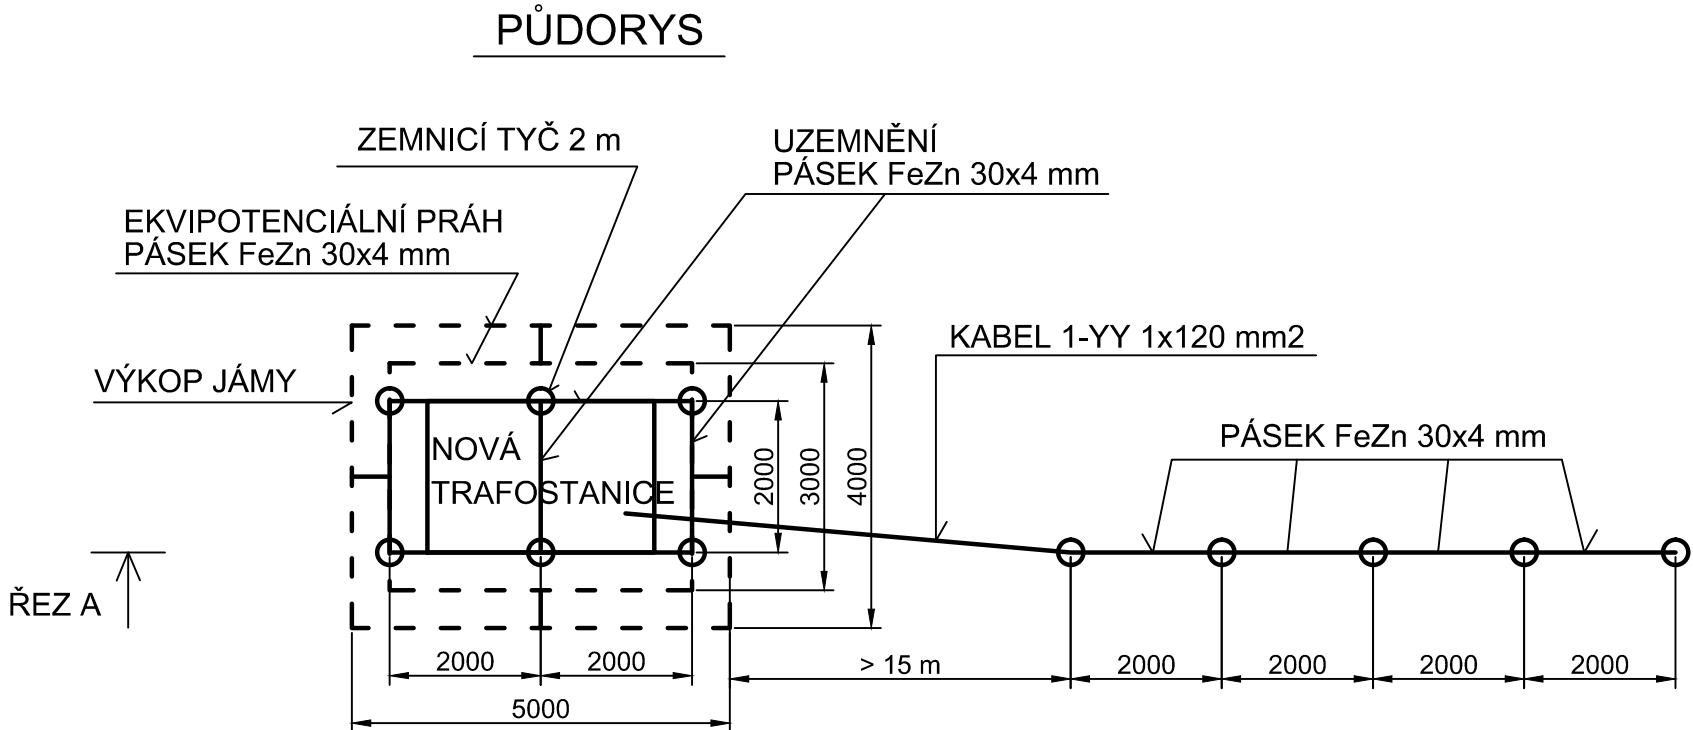 PŮDORYS
ZEMNICÍ TYČ 2 m
UZEMNĚNÍ
PÁSEK FeZn 30x4 mm
EKVIPOTENCIÁLNÍ PRÁH
PÁSEK FeZn 30x4 mm
KABEL 1-YY 1x120 mm2
VÝKOP JÁMY
PÁSEK FeZn 30x4 mm
NOVÁ
TRAFOSTANICE
2000
3000
4000
ŘEZ A
2000
2000
> 15 m
2000
2000
2000
2000
5000